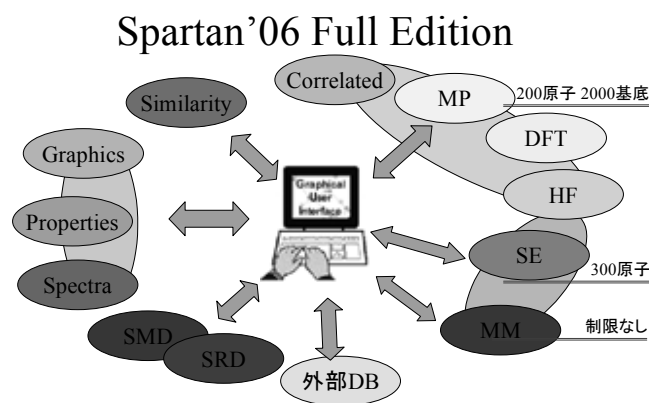 Spartan’06 Full Edition
Correlated
Similarity
MP
200原子 2000基底
DFT
Graphics
Graphical
User
Interface
HF
Properties
SE
300原子
Spectra
SMD
SRD
MM
制限なし
外部DB